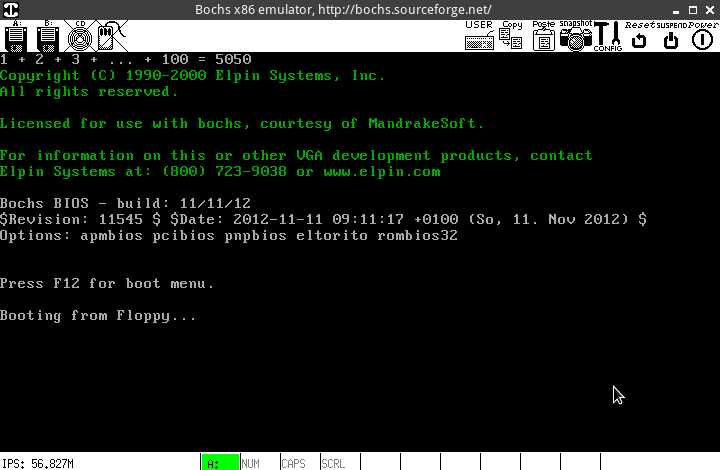 Bochs x86 emulator, http://bochs.sourceforge.net/
A: B: CD USER Copy Paste snapshot CONFIG Reset SUSPEND Power
1 + 2 + 3 + ... + 100 = 5050
Copyright (C) 1990-2000 Elpin Systems, Inc.
All rights reserved.
Licensed for use with bochs, courtesy of MandrakeSoft.
For information on this or other VGA development products, contact
Elpin Systems at: (800) 723-9038 or www.elpin.com
Bochs BIOS - build: 11/11/12
$Revision: 11545 $ $Date: 2012-11-11 09:11:17 +0100 (So, 11. Nov 2012) $
Options: apmbios pcibios pnpbios eltorito rombios32
Press F12 for boot menu.
Booting from Floppy...
IPS: 56.827M A: NUM CAPS SCRL